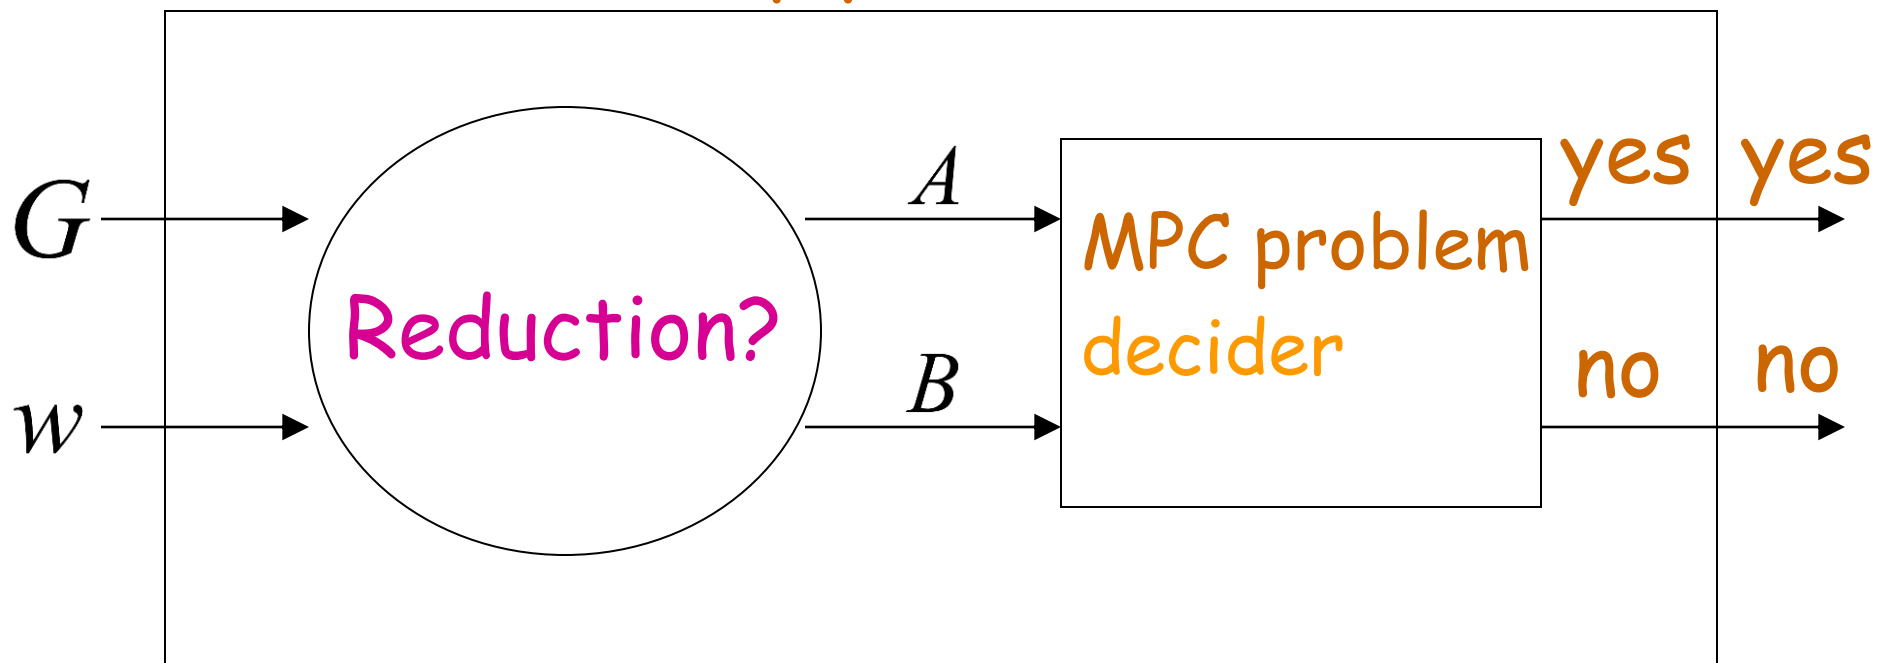 G
w
Reduction?
A
B
MPC problem
decider
yes yes
no no